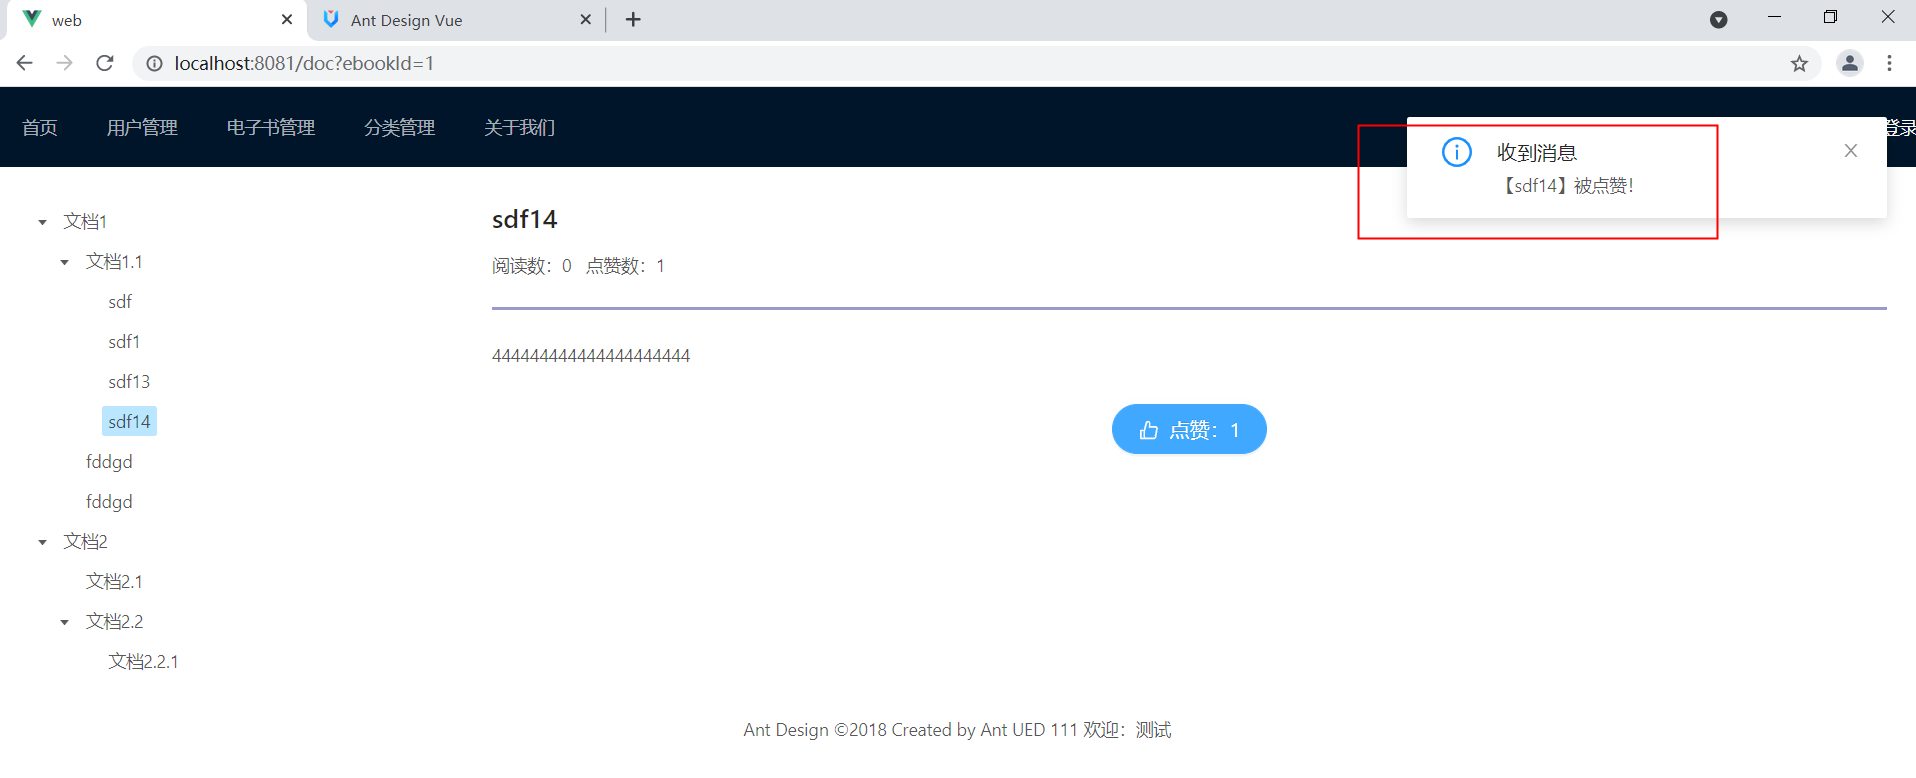 web
Ant Design Vue
localhost:8081/doc?ebookId=1
首页 用户管理 电子书管理 分类管理 关于我们 登录
收到消息
【sdf14】被点赞！
文档1
文档1.1
sdf
sdf1
sdf13
sdf14
fddgd
fddgd
文档2
文档2.1
文档2.2
文档2.2.1
sdf14
阅读数：0 点赞数：1
444444444444444444444
点赞：1
Ant Design ©2018 Created by Ant UED 111 欢迎：测试